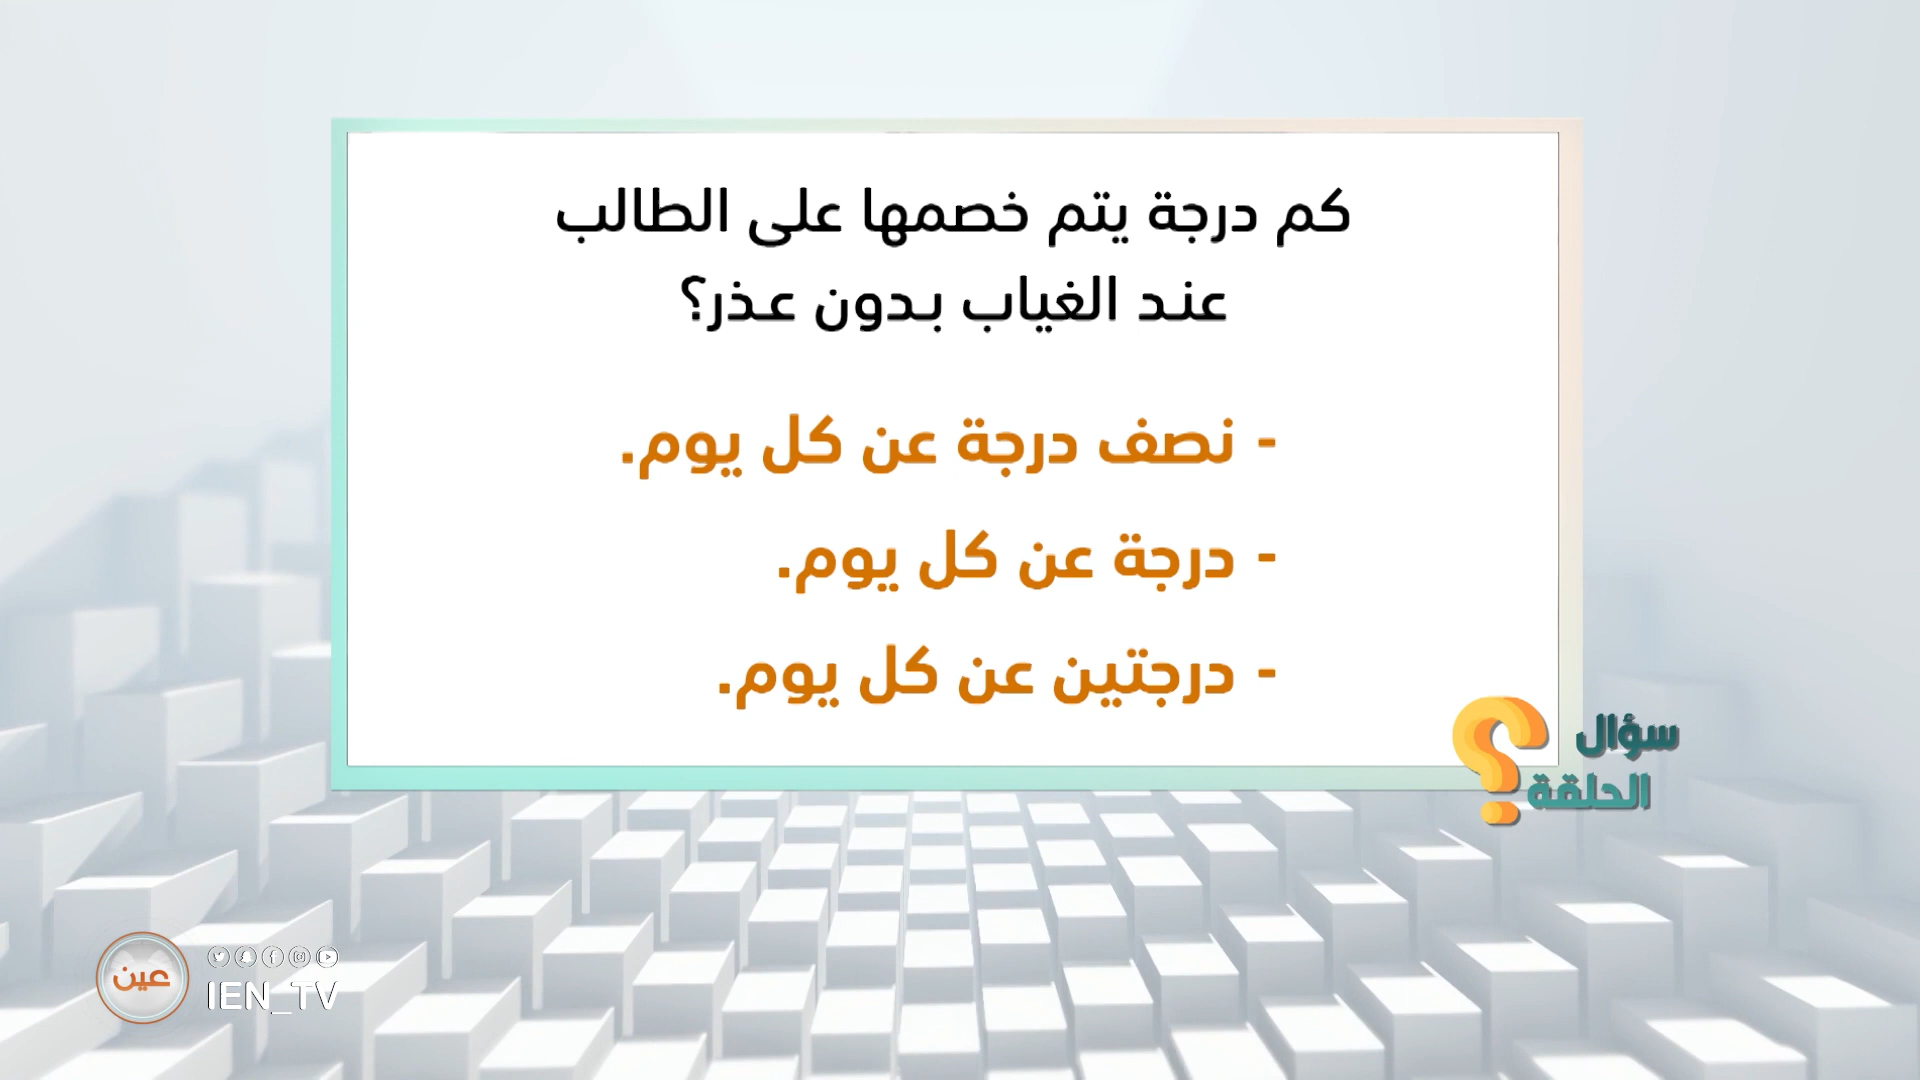 كم درجة يتم خصمها على الطالب
عند الغياب بدون عذر؟
- نصف درجة عن كل يوم.
- درجة عن كل يوم.
- درجتين عن كل يوم.
سؤال
الحلقة
عين
IEN_TV